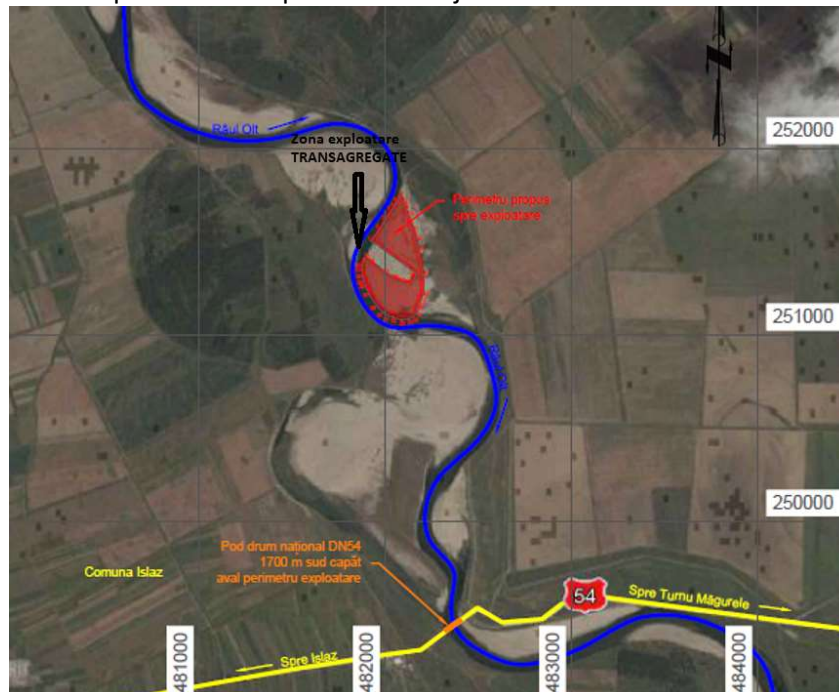 Râul Olt
Zona exploatare
TRANSAGREGATE
252000
Perimetru propus
spre exploatare
251000
Râul Olt
250000
Pod drum național DN54
1700 m sud capăt
aval perimetru exploatare
Comuna Islaz
54
Spre Turnu Măgurele
Spre Islaz
481000
482000
483000
484000